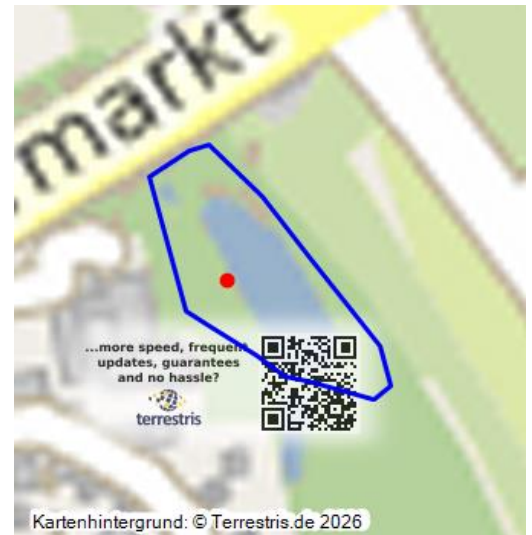 markt
...more speed, frequent
updates, guarantees
and no hassle?
terrestris
Kartenhintergrund: © Terrestris.de 2026